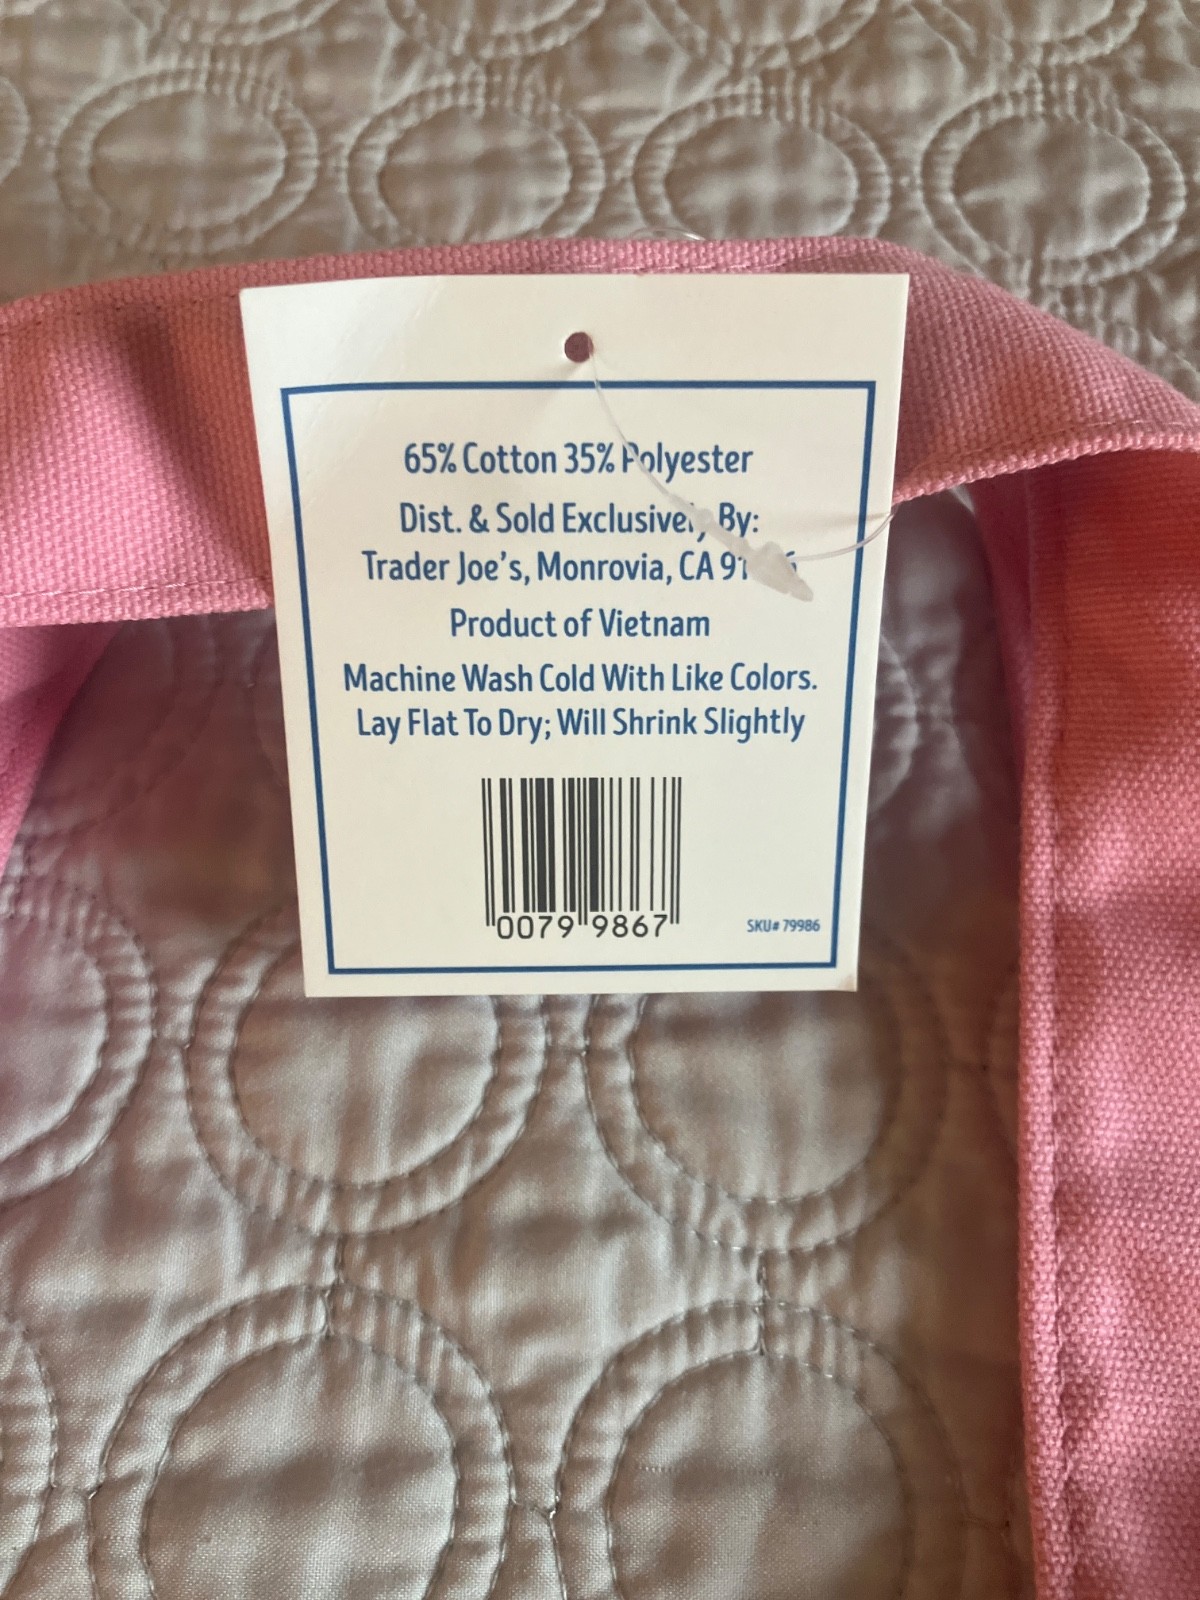 65% Cotton 35% Polyester
Dist. & Sold Exclusively By:
Trader Joe's, Monrovia, CA
Product of Vietnam
Machine Wash Cold With Like Colors.
Lay Flat To Dry; Will Shrink Slightly
0079 9867
SKU# 79986